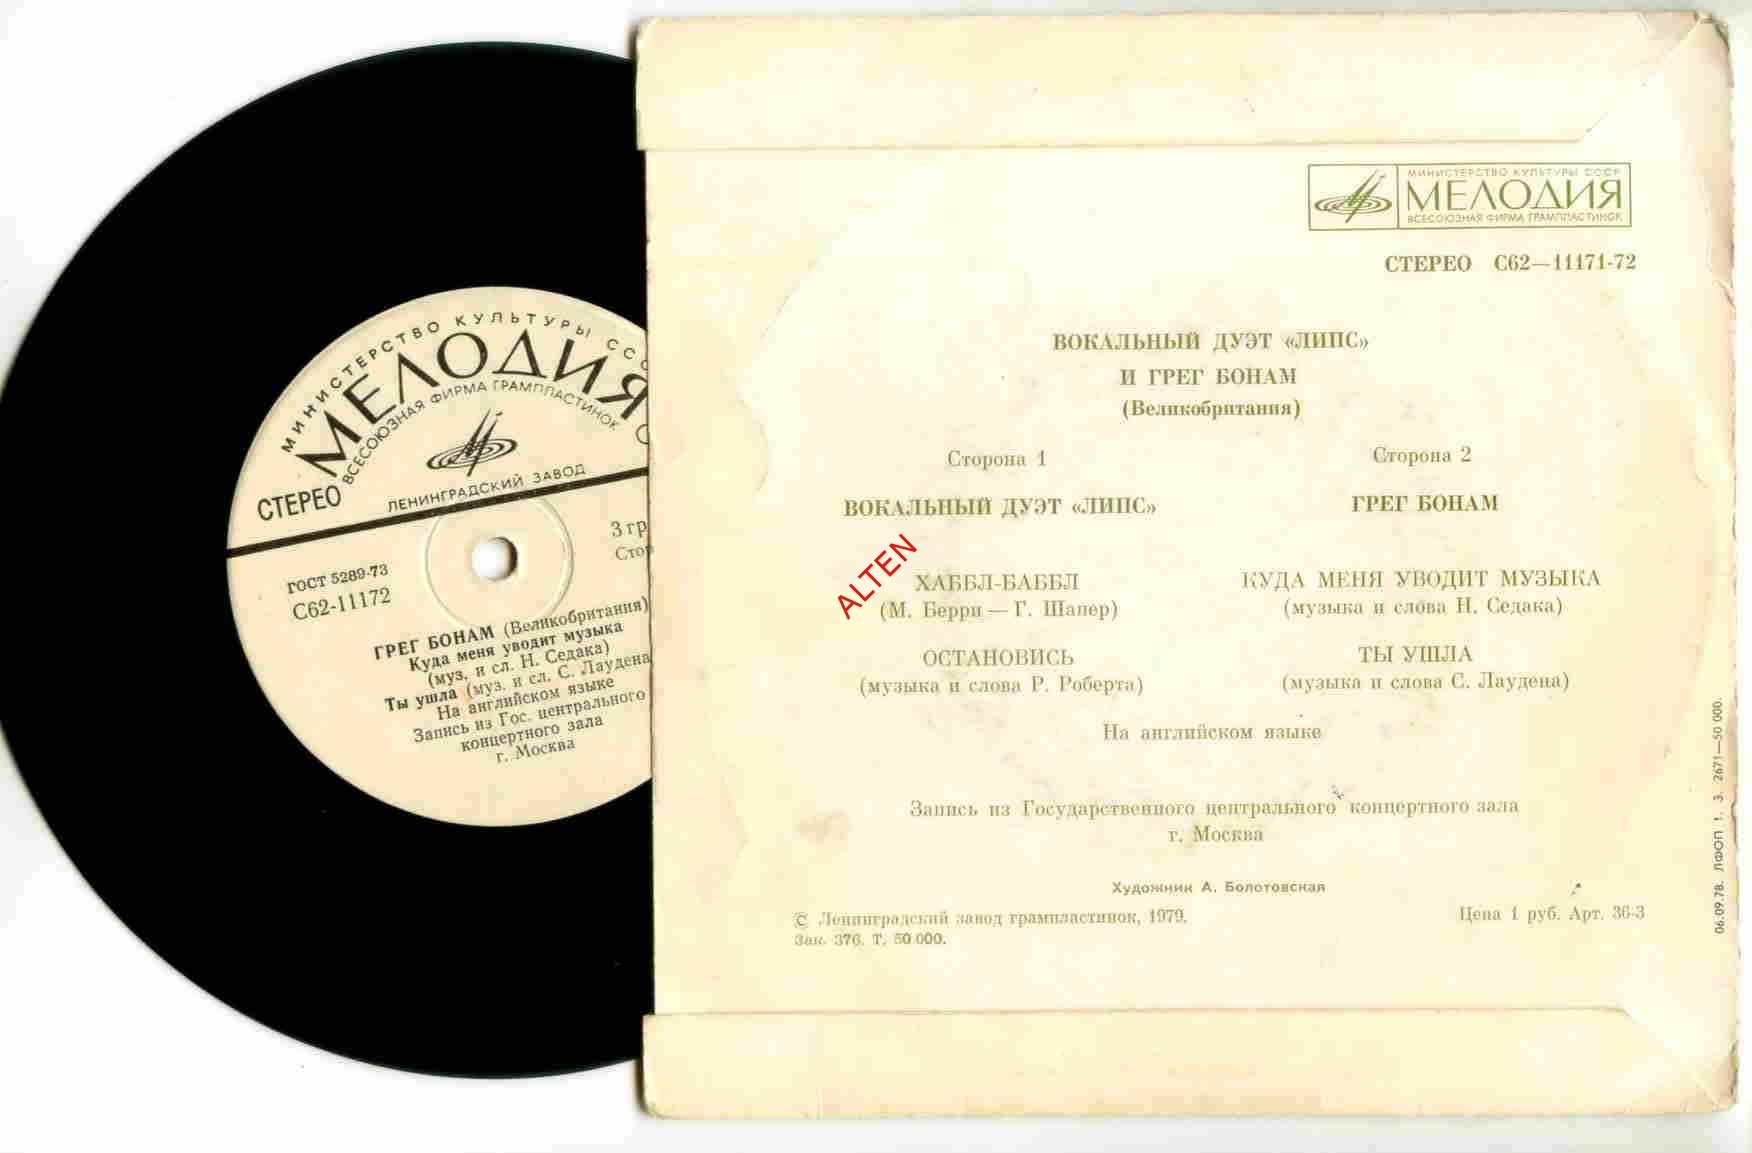 МИНИСТЕРСТВО КУЛЬТУРЫ СССР
МЕЛОДИЯ
ВСЕСОЮЗНАЯ ФИРМА ГРАМПЛАСТИНОК
СТЕРЕО С62—11171-72
ВОКАЛЬНЫЙ ДУЭТ «ЛИПС»
И ГРЕГ БОНАМ
(Великобритания)
Сторона 1
ВОКАЛЬНЫЙ ДУЭТ «ЛИПС»
ALTEN
ХАББЛ-БАББЛ
(М. Берри — Г. Шапер)
ОСТАНОВИСЬ
(музыка и слова Р. Роберта)
Сторона 2
ГРЕГ БОНАМ
КУДА МЕНЯ УВОДИТ МУЗЫКА
(музыка и слова Н. Седака)
ТЫ УШЛА
(музыка и слова С. Лаудена)
На английском языке
Запись из Государственного центрального концертного зала
г. Москва
Художник А. Болотовская
© Ленинградский завод грампластинок, 1979.
Зак. 376. Т. 50 000.
Цена 1 руб. Арт. 36-3
06.09.78. ЛФОП 1. З. 2671—50 000.
МИНИСТЕРСТВО КУЛЬТУРЫ ССС
МЕЛОДИЯ
ВСЕСОЮЗНАЯ ФИРМА ГРАМПЛАСТИНОК
СТЕРЕО
ЛЕНИНГРАДСКИЙ ЗАВОД
3 гр
Стор
ГОСТ 5289-73
С62-11172
ГРЕГ БОНАМ (Великобритания)
Куда меня уводит музыка
(муз. и сл. Н. Седака)
Ты ушла (муз. и сл. С. Лаудена
На английском языке
Запись из Гос. центрального
концертного зала
г. Москва